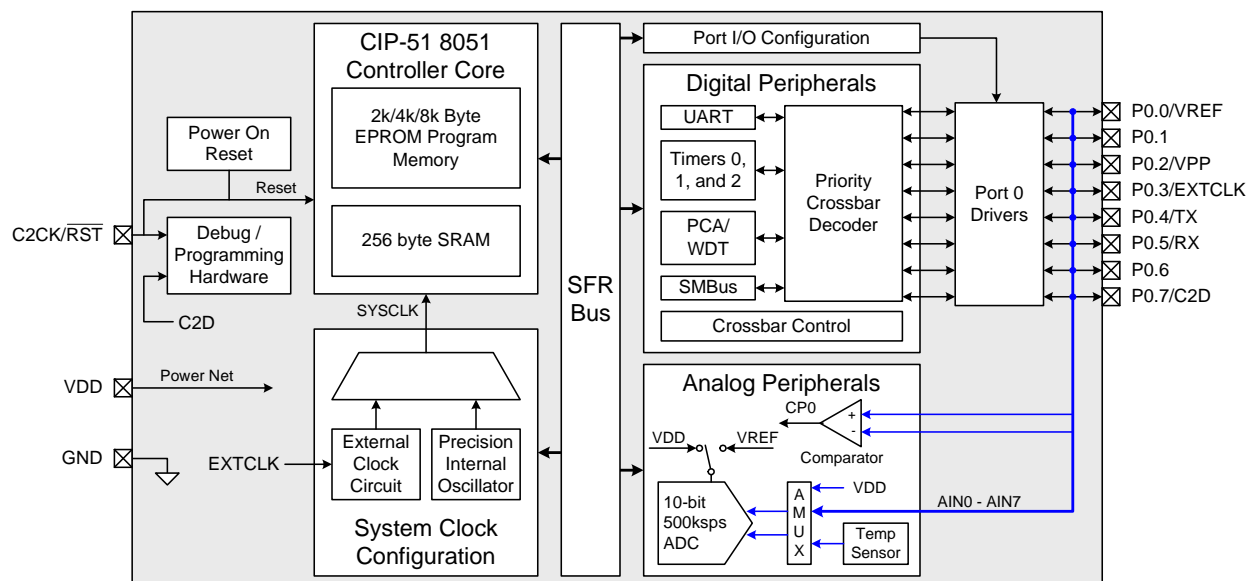 CIP-51 8051
Controller Core
2k/4k/8k Byte
EPROM Program
Memory
256 byte SRAM
Power On
Reset
Reset
C2CK/R̅S̅T̅
Debug /
Programming
Hardware
C2D
VDD
Power Net
GND
SYSCLK
EXTCLK
External
Clock
Circuit
Precision
Internal
Oscillator
System Clock
Configuration
SFR
Bus
Port I/O Configuration
Digital Peripherals
UART
Timers 0,
1, and 2
PCA/
WDT
SMBus
Priority
Crossbar
Decoder
Crossbar Control
Port 0
Drivers
P0.0/VREF
P0.1
P0.2/VPP
P0.3/EXTCLK
P0.4/TX
P0.5/RX
P0.6
P0.7/C2D
Analog Peripherals
CP0
+
-
Comparator
VDD
VREF
10-bit
500ksps
ADC
AMUX
VDD
AIN0 - AIN7
Temp
Sensor